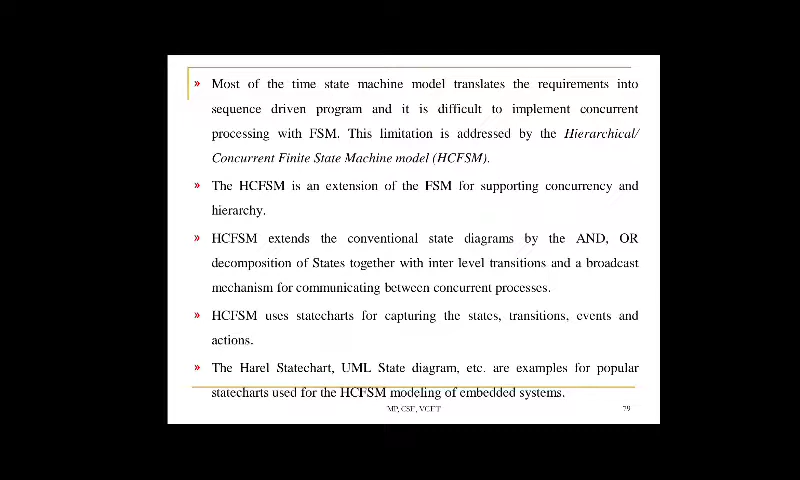 » Most of the time state machine model translates the requirements into
sequence driven program and it is difficult to implement concurrent
processing with FSM. This limitation is addressed by the Hierarchical/
Concurrent Finite State Machine model (HCFSM).
» The HCFSM is an extension of the FSM for supporting concurrency and
hierarchy.
» HCFSM extends the conventional state diagrams by the AND, OR
decomposition of States together with inter level transitions and a broadcast
mechanism for communicating between concurrent processes.
» HCFSM uses statecharts for capturing the states, transitions, events and
actions.
» The Harel Statechart, UML State diagram, etc. are examples for popular
statecharts used for the HCFSM modeling of embedded systems.
MP, CSE, VCET 79